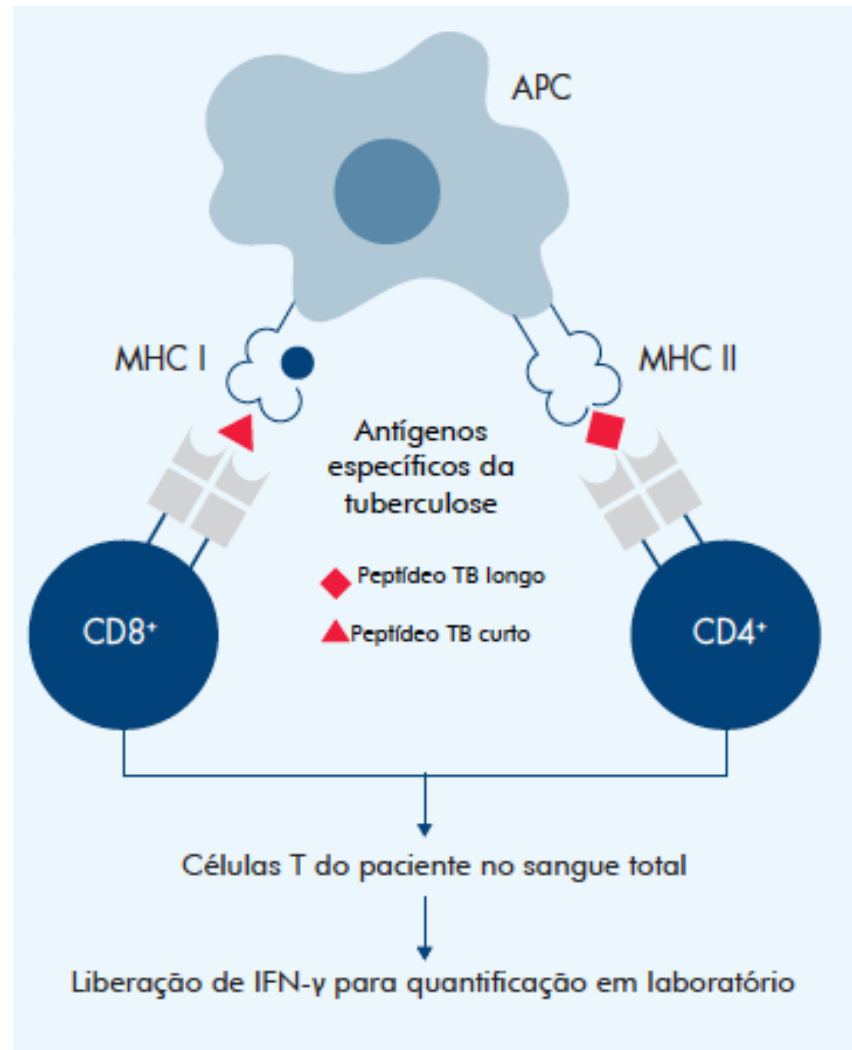 APC
MHC I
MHC II
Antígenos
específicos da
tuberculose
Peptídeo TB longo
Peptídeo TB curto
CD8⁺
CD4⁺
Células T do paciente no sangue total
Liberação de IFN-γ para quantificação em laboratório